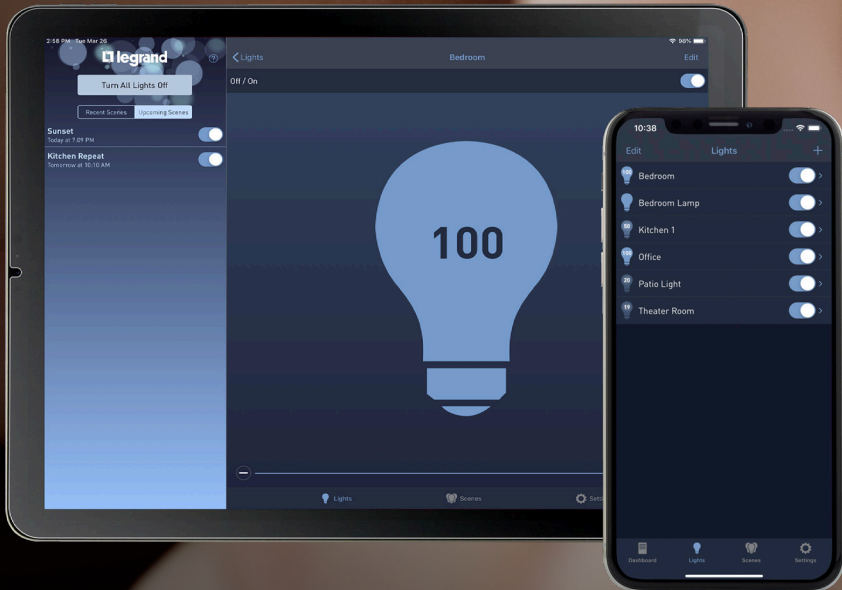 2:58 PM Tue Mar 26
98%
legrand
?
Turn All Lights Off
Recent Scenes
Upcoming Scenes
Sunset
Today at 7:09 PM
Kitchen Repeat
Tomorrow at 10:10 AM
Lights
Bedroom
Edit
Off / On
100
Lights
Scenes
10:38
Edit
Lights
+
100 Bedroom
Bedroom Lamp
50 Kitchen 1
100 Office
20 Patio Light
19 Theater Room
Dashboard
Lights
Scenes
Settings